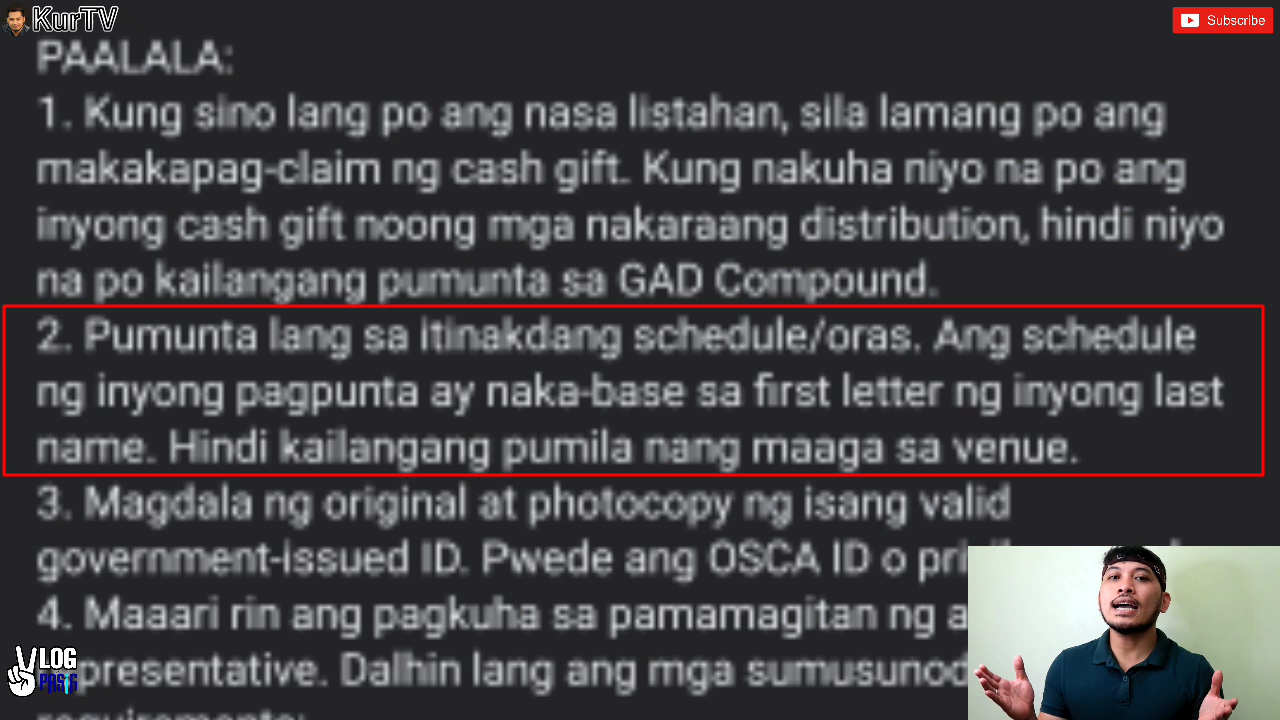 KurTV
Subscribe
PAALALA:
1. Kung sino lang po ang nasa listahan, sila lamang po ang
makakapag-claim ng cash gift. Kung nakuha niyo na po ang
inyong cash gift noong mga nakaraang distribution, hindi niyo
na po kailangang pumunta sa GAD Compound.
2. Pumunta lang sa itinakdang schedule/oras. Ang schedule
ng inyong pagpunta ay naka-base sa first letter ng inyong last
name. Hindi kailangang pumila nang maaga sa venue.
3. Magdala ng original at photocopy ng isang valid
government-issued ID. Pwede ang OSCA ID o
4. Maaari rin ang pagkuha sa pamamagitan ng
presentative. Dalhin lang ang mga sumusunod
VLOG
PASIG